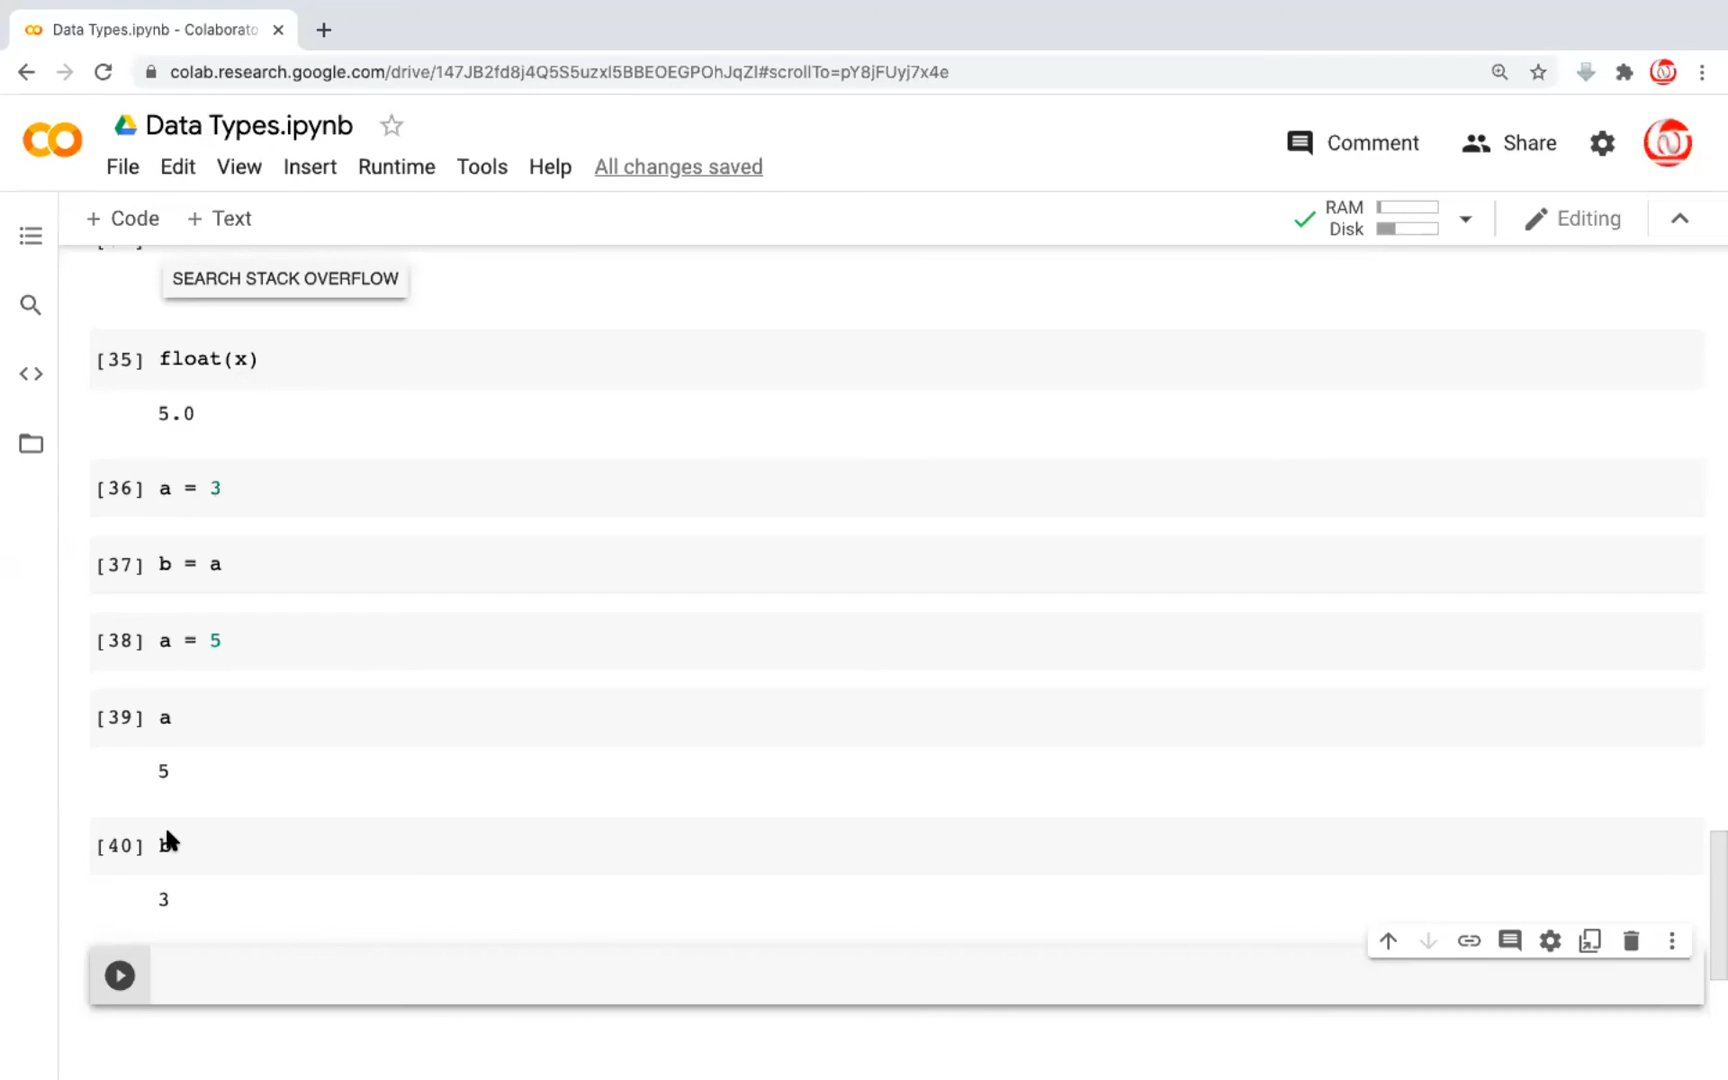 Data Types.ipynb - Colaborato
colab.research.google.com/drive/147JB2fd8j4Q5S5uzxI5BBEOEGPOhJqZl#scrollTo=pY8jFUyj7x4e
Data Types.ipynb
File Edit View Insert Runtime Tools Help All changes saved
Comment Share
+ Code + Text
RAM
Disk
Editing
SEARCH STACK OVERFLOW
[35] float(x)
5.0
[36] a = 3
[37] b = a
[38] a = 5
[39] a
5
[40] b
3